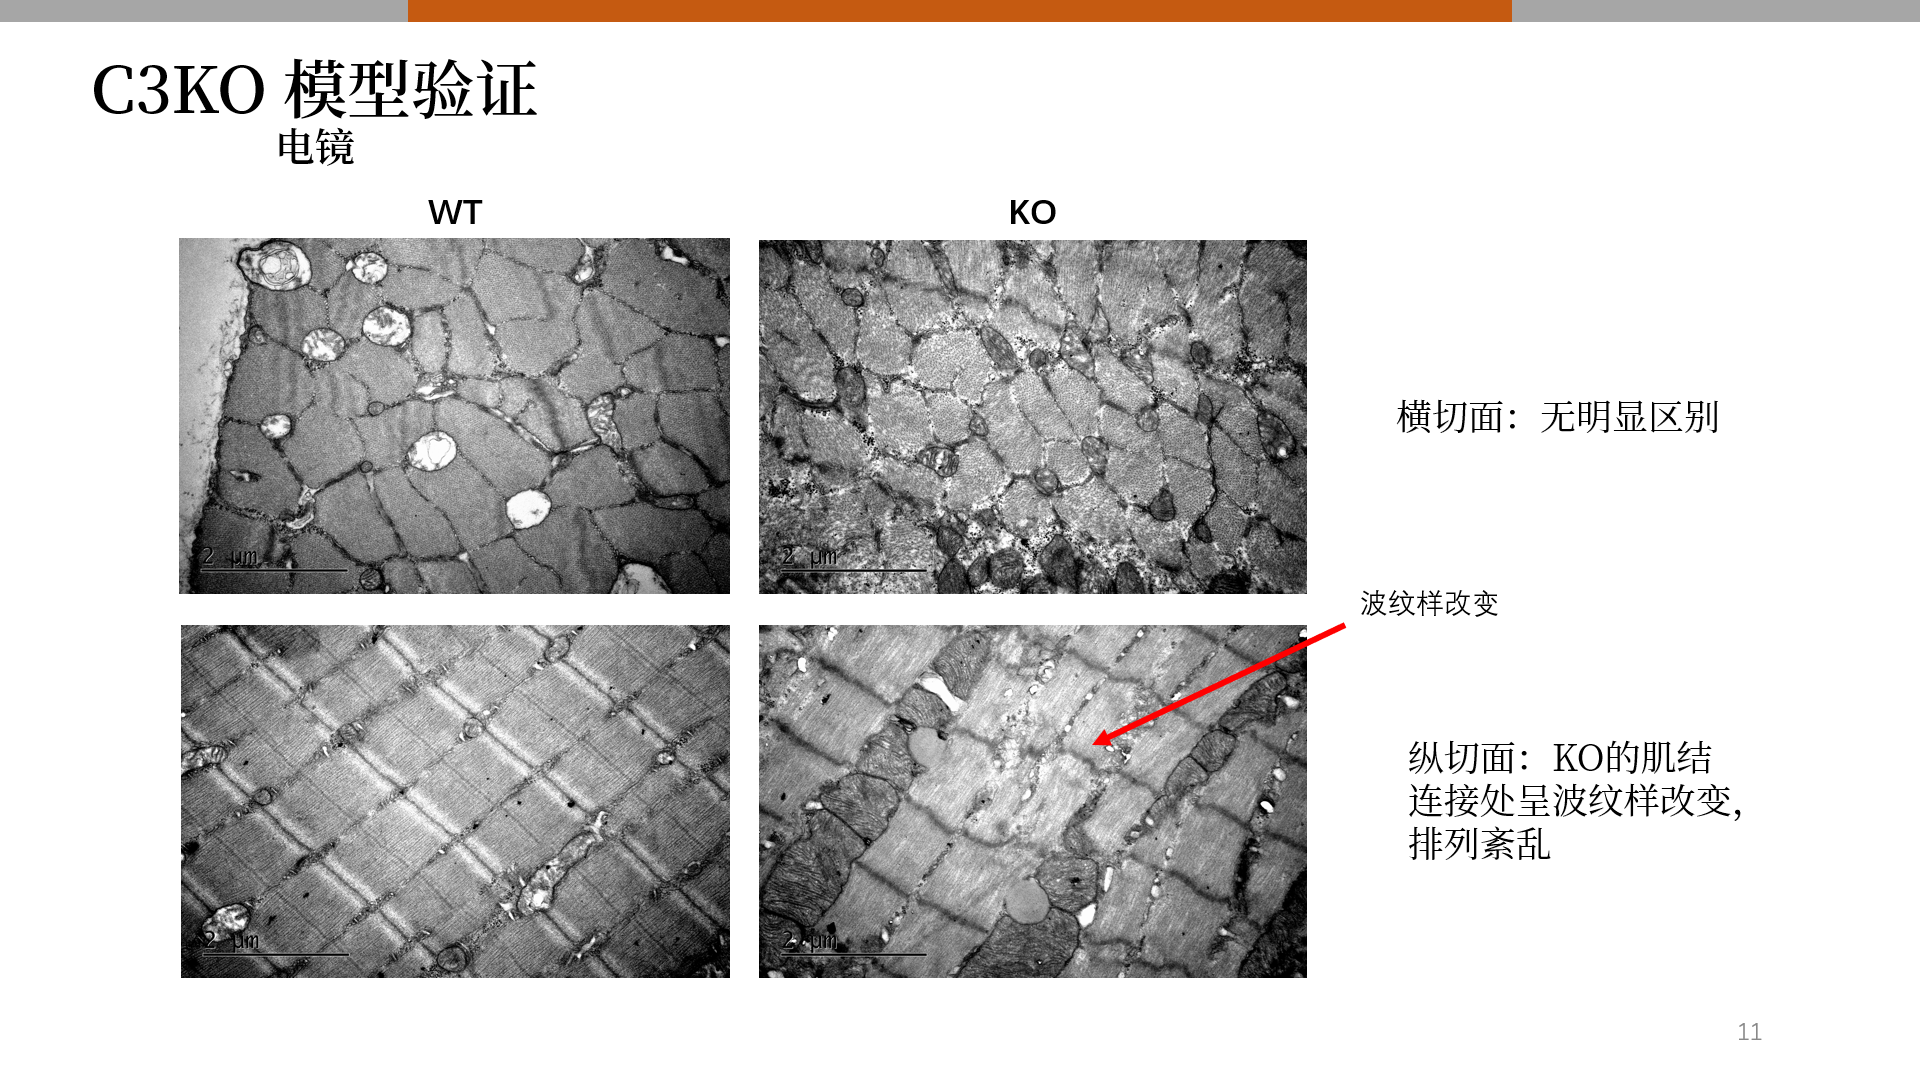 C3KO 模型验证
电镜
WT
KO
2 µm
2 µm
横切面：无明显区别
波纹样改变
2 µm
2 µm
纵切面：KO的肌结
连接处呈波纹样改变，
排列紊乱
11